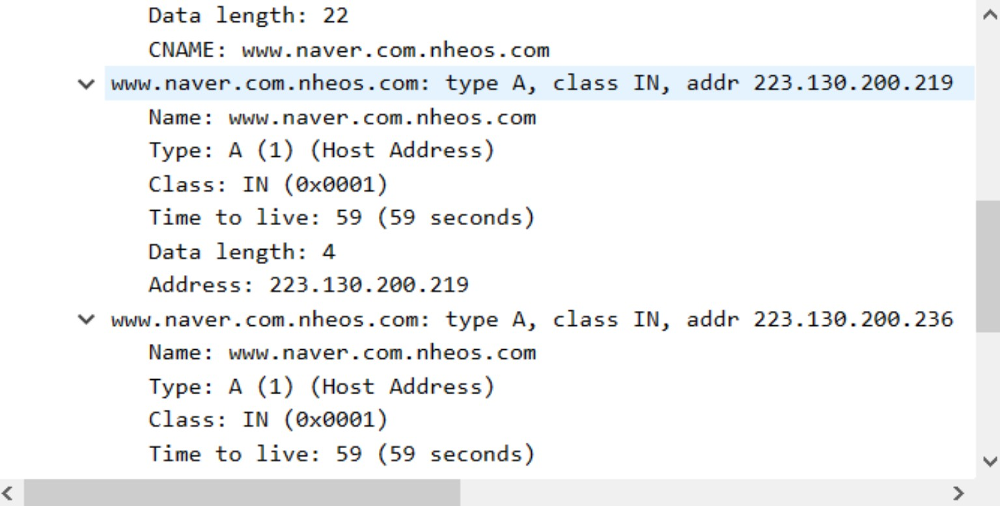 Data length: 22
CNAME: www.naver.com.nheos.com
www.naver.com.nheos.com: type A, class IN, addr 223.130.200.219
Name: www.naver.com.nheos.com
Type: A (1) (Host Address)
Class: IN (0x0001)
Time to live: 59 (59 seconds)
Data length: 4
Address: 223.130.200.219
www.naver.com.nheos.com: type A, class IN, addr 223.130.200.236
Name: www.naver.com.nheos.com
Type: A (1) (Host Address)
Class: IN (0x0001)
Time to live: 59 (59 seconds)